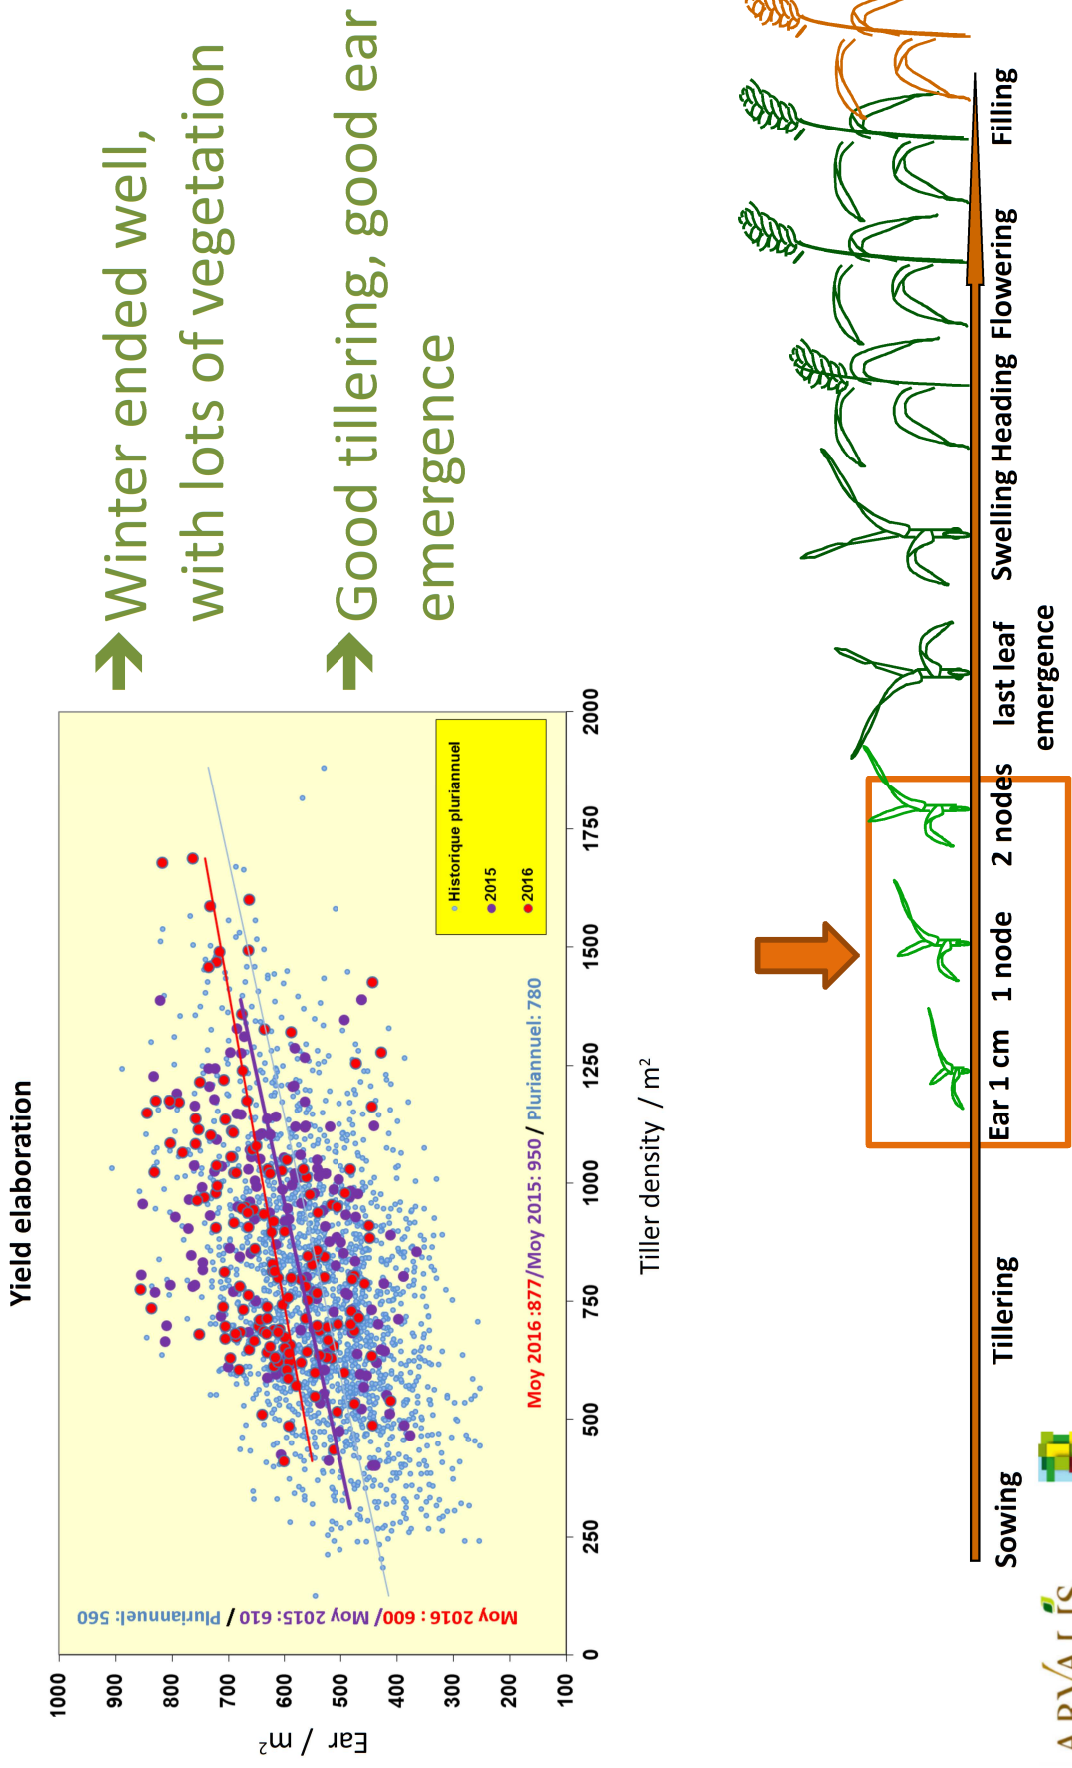 Yield elaboration
Winter ended well,
with lots of vegetation
Good tillering, good ear
emergence
Ear / m²
1000
900
800
700
600
500
400
300
200
100
Moy 2016 : 600/ Moy 2015: 610 / Pluriannuel: 560
Historique pluriannuel
2015
2016
Moy 2016 :877/Moy 2015: 950 / Pluriannuel: 780
0
250
500
750
1000
1250
1500
1750
2000
Tiller density / m²
Sowing
Tillering
Ear 1 cm
1 node
2 nodes
last leaf
emergence
Swelling
Heading
Flowering
Filling
ARVALIS